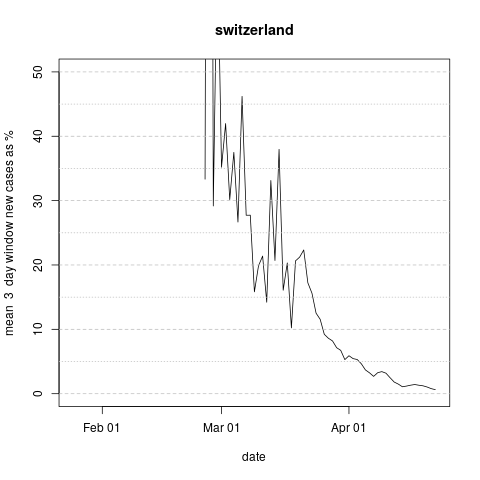 switzerland
mean 3 day window new cases as %
50
40
30
20
10
0
Feb 01
Mar 01
Apr 01
date